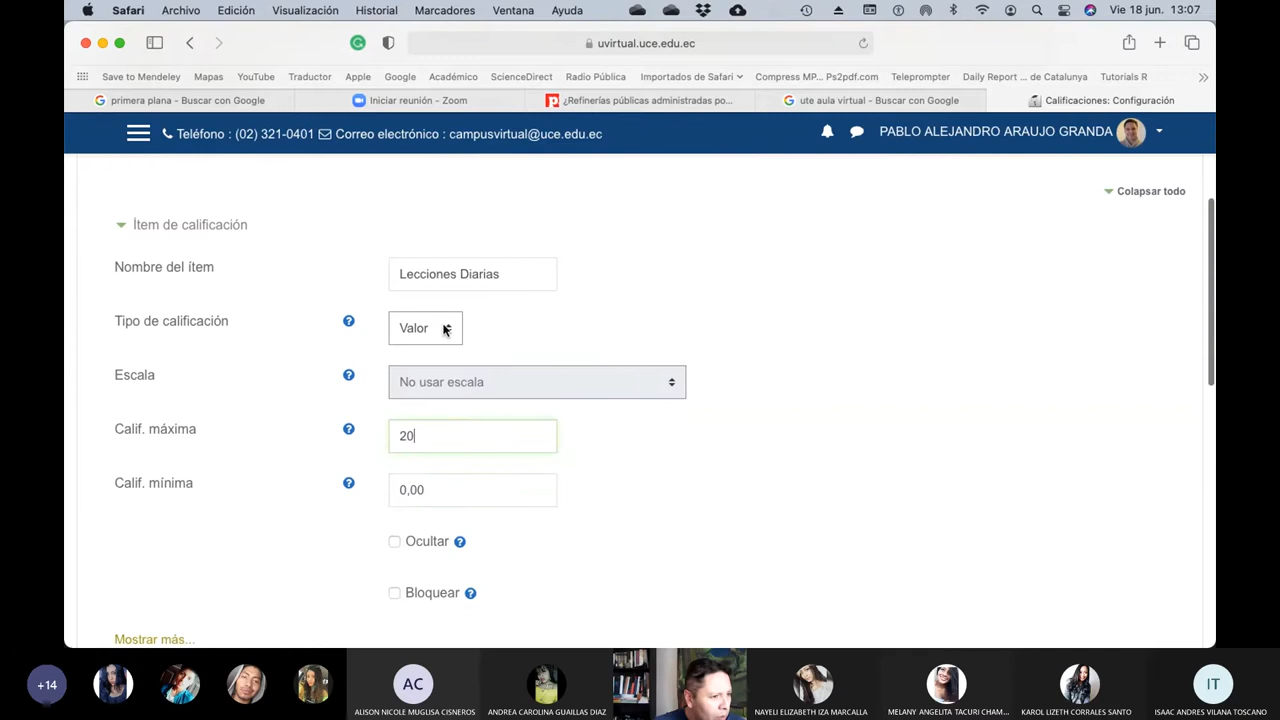 Safari Archivo Edición Visualización Historial Marcadores Ventana Ayuda Vie 18 jun. 13:07
uvirtual.uce.edu.ec
Save to Mendeley Mapas YouTube Traductor Apple Google Académico ScienceDirect Radio Pública Importados de Safari Compress MP... Ps2pdf.com Teleprompter Daily Report ... de Catalunya Tutorials R
primera plana - Buscar con Google Iniciar reunión - Zoom ¿Refinerías públicas administradas po... ute aula virtual - Buscar con Google Calificaciones: Configuración
Teléfono : (02) 321-0401 Correo electrónico : campusvirtual@uce.edu.ec PABLO ALEJANDRO ARAUJO GRANDA
Colapsar todo
Ítem de calificación
Nombre del ítem Lecciones Diarias
Tipo de calificación Valor
Escala No usar escala
Calif. máxima 20
Calif. mínima 0,00
Ocultar
Bloquear
Mostrar más...
+14 AC IT
ALISON NICOLE MUGUSA CISNEROS ANDREA CAROLINA GUAILLAS DIAZ NAYELI ELIZABETH IZA MARCALLA MELANY ANGELITA TACURI CHAM... KAROL LIZETH CORRALES SANTO ISAAC ANDRES VILANA TOSCANO